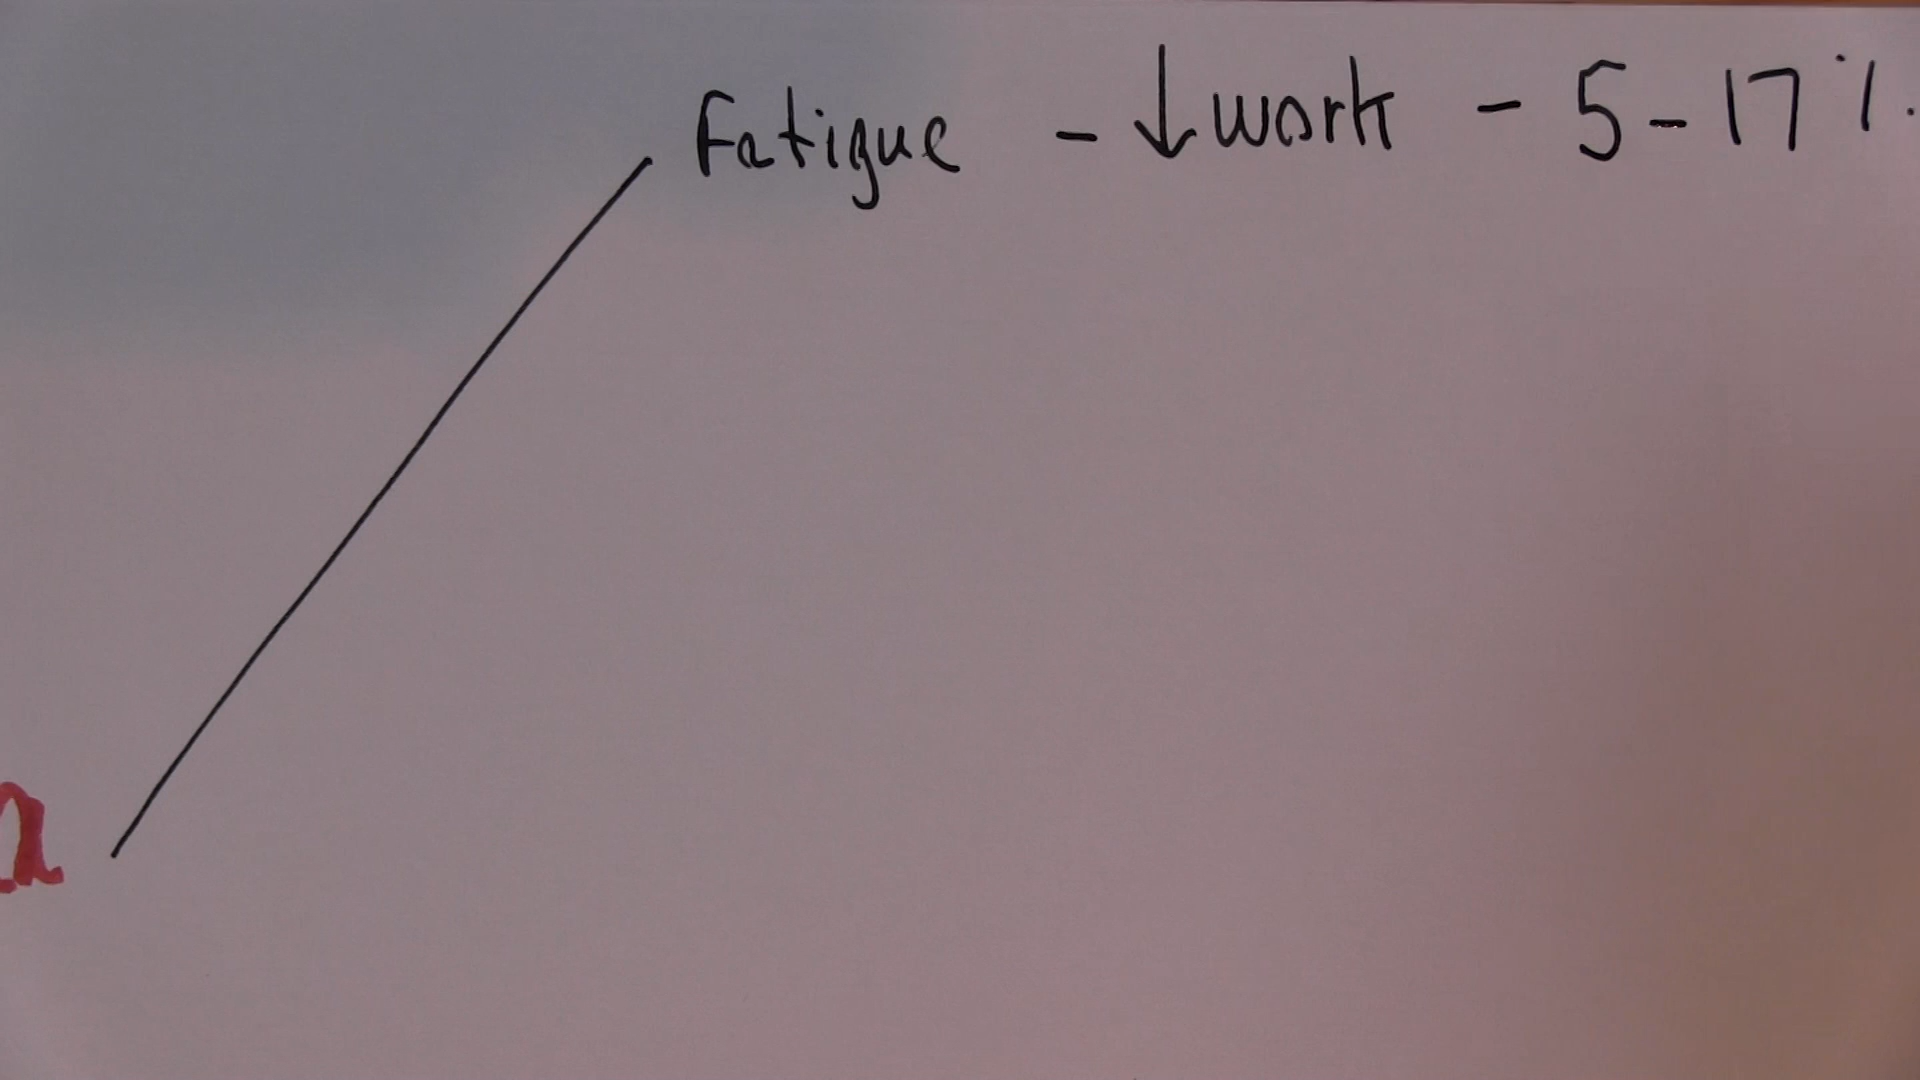 Fatigue - ↓ work - 5-17%
a